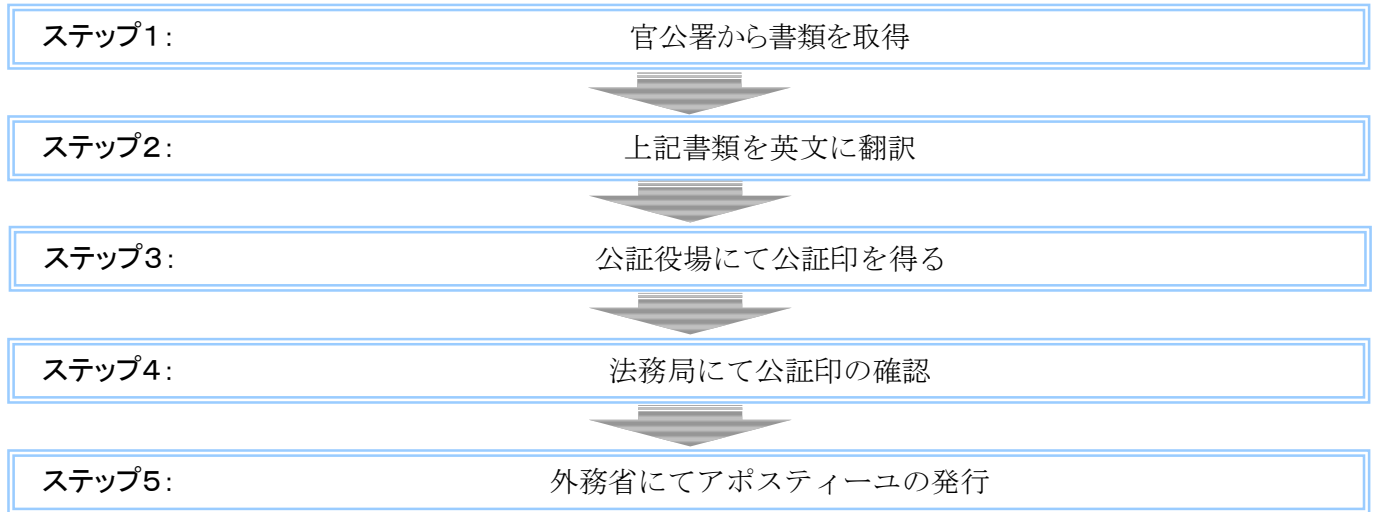 ステップ1： 官公署から書類を取得
ステップ2： 上記書類を英文に翻訳
ステップ3： 公証役場にて公証印を得る
ステップ4： 法務局にて公証印の確認
ステップ5： 外務省にてアポスティーユの発行